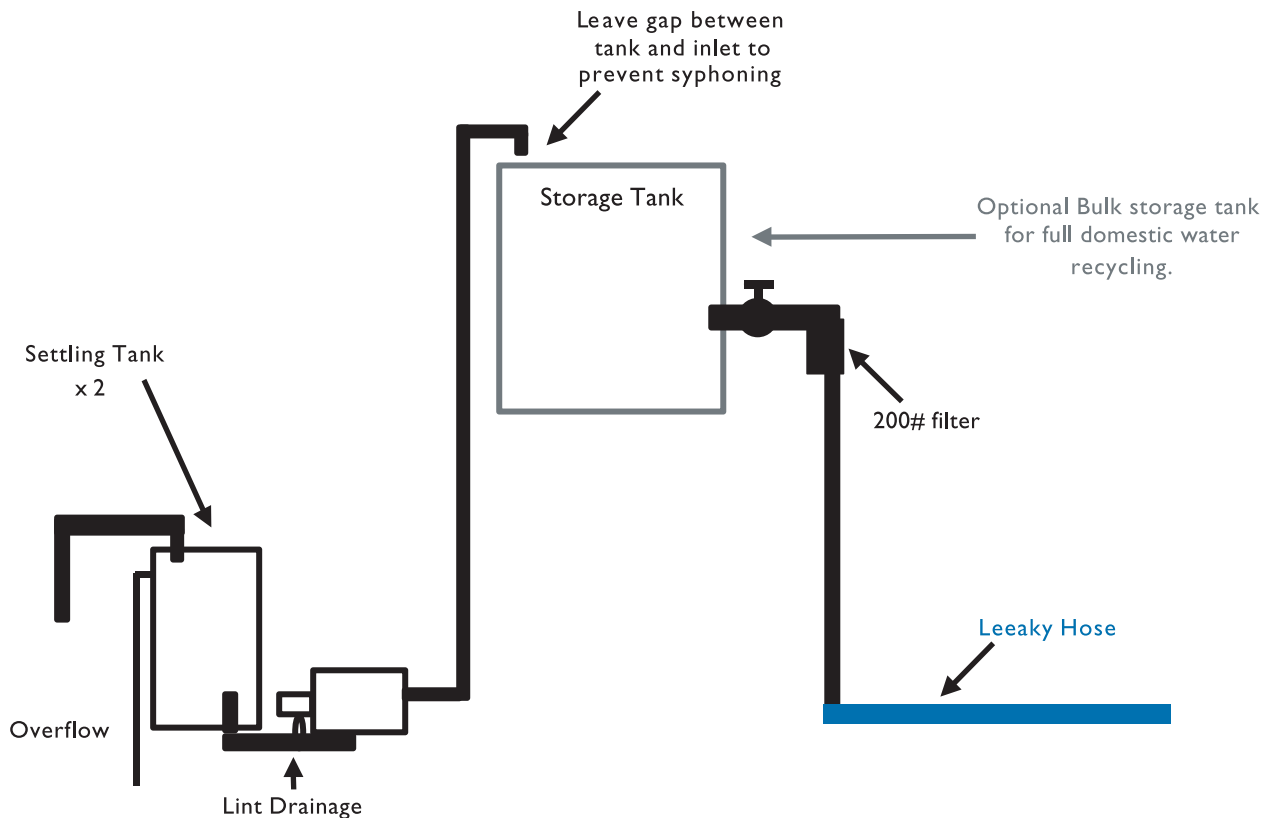 Leave gap between
tank and inlet to
prevent syphoning
Storage Tank
Optional Bulk storage tank
for full domestic water
recycling.
Settling Tank
x 2
200# filter
Leeaky Hose
Overflow
Lint Drainage